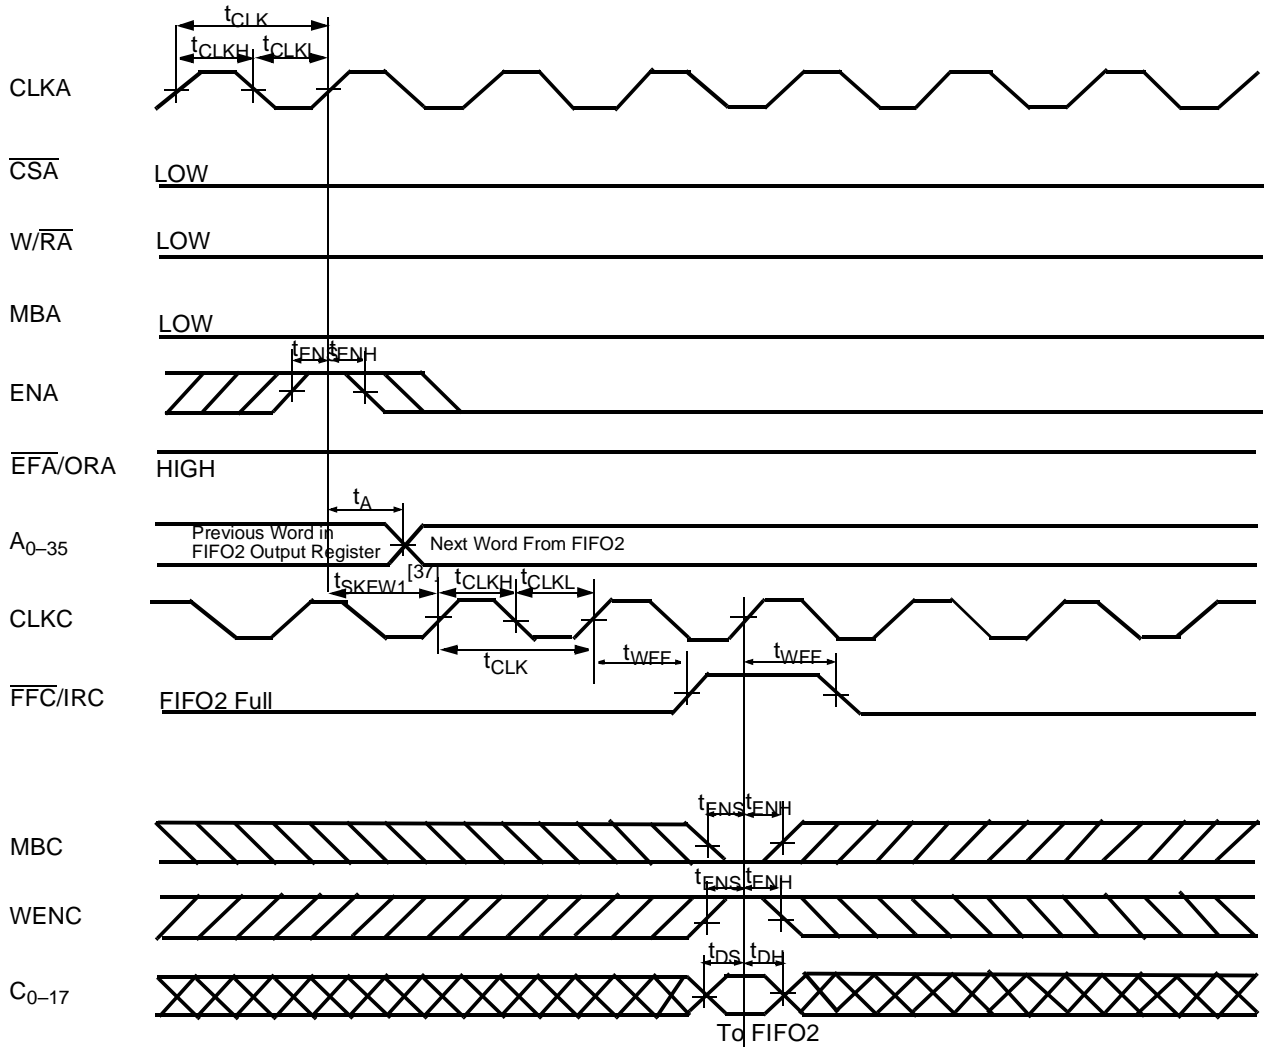 tCLK
tCLKH tCLKL
CLKA
CSA LOW
W/RA LOW
MBA LOW
tENS tENH
ENA
EFA/ORA HIGH
tA
A0–35 Previous Word in
FIFO2 Output Register Next Word From FIFO2
tSKEW1 [37] tCLKH tCLKL
CLKC
tCLK tWFF tWFF
FFC/IRC FIFO2 Full
tENS tENH
MBC
tENS tENH
WENC
tDS tDH
C0–17
To FIFO2